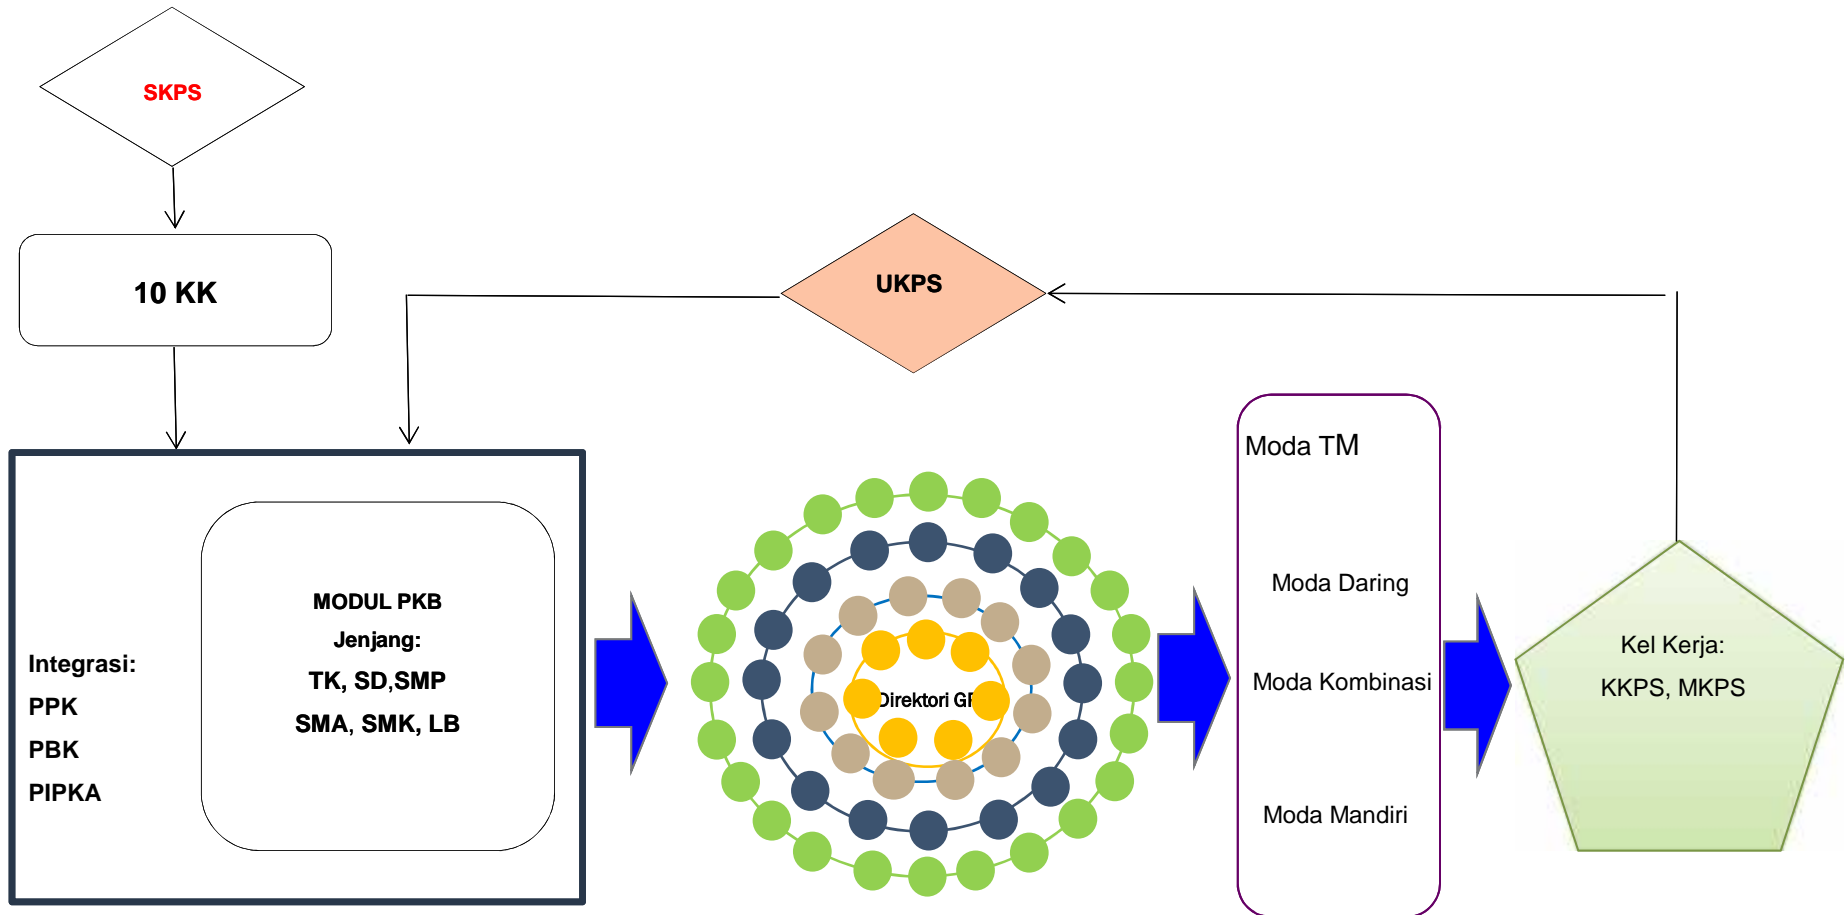 SKPS
10 KK
UKPS
Integrasi:
PPK
PBK
PIPKA
MODUL PKB
Jenjang:
TK, SD,SMP
SMA, SMK, LB
Direktori
Moda TM
Moda Daring
Moda Kombinasi
Moda Mandiri
Kel Kerja:
KKPS, MKPS